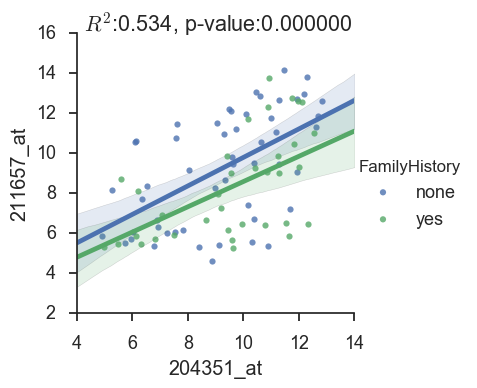 R²:0.534, p-value:0.000000
16
14
12
10
8
6
4
2
211657_at
4 6 8 10 12 14
204351_at
FamilyHistory
none
yes